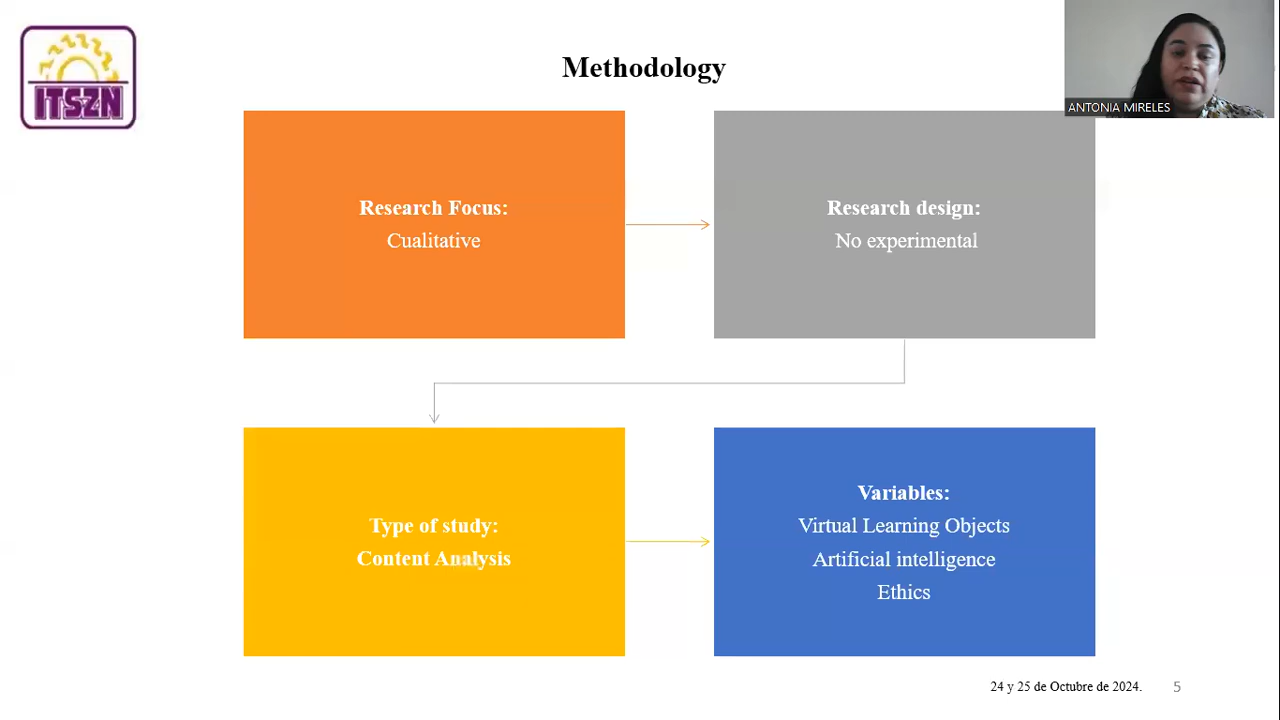 ITSZN
Methodology
ANTONIA MIRELES
Research Focus:
Cualitative
Research design:
No experimental
Type of study:
Content Analysis
Variables:
Virtual Learning Objects
Artificial intelligence
Ethics
24 y 25 de Octubre de 2024.
5